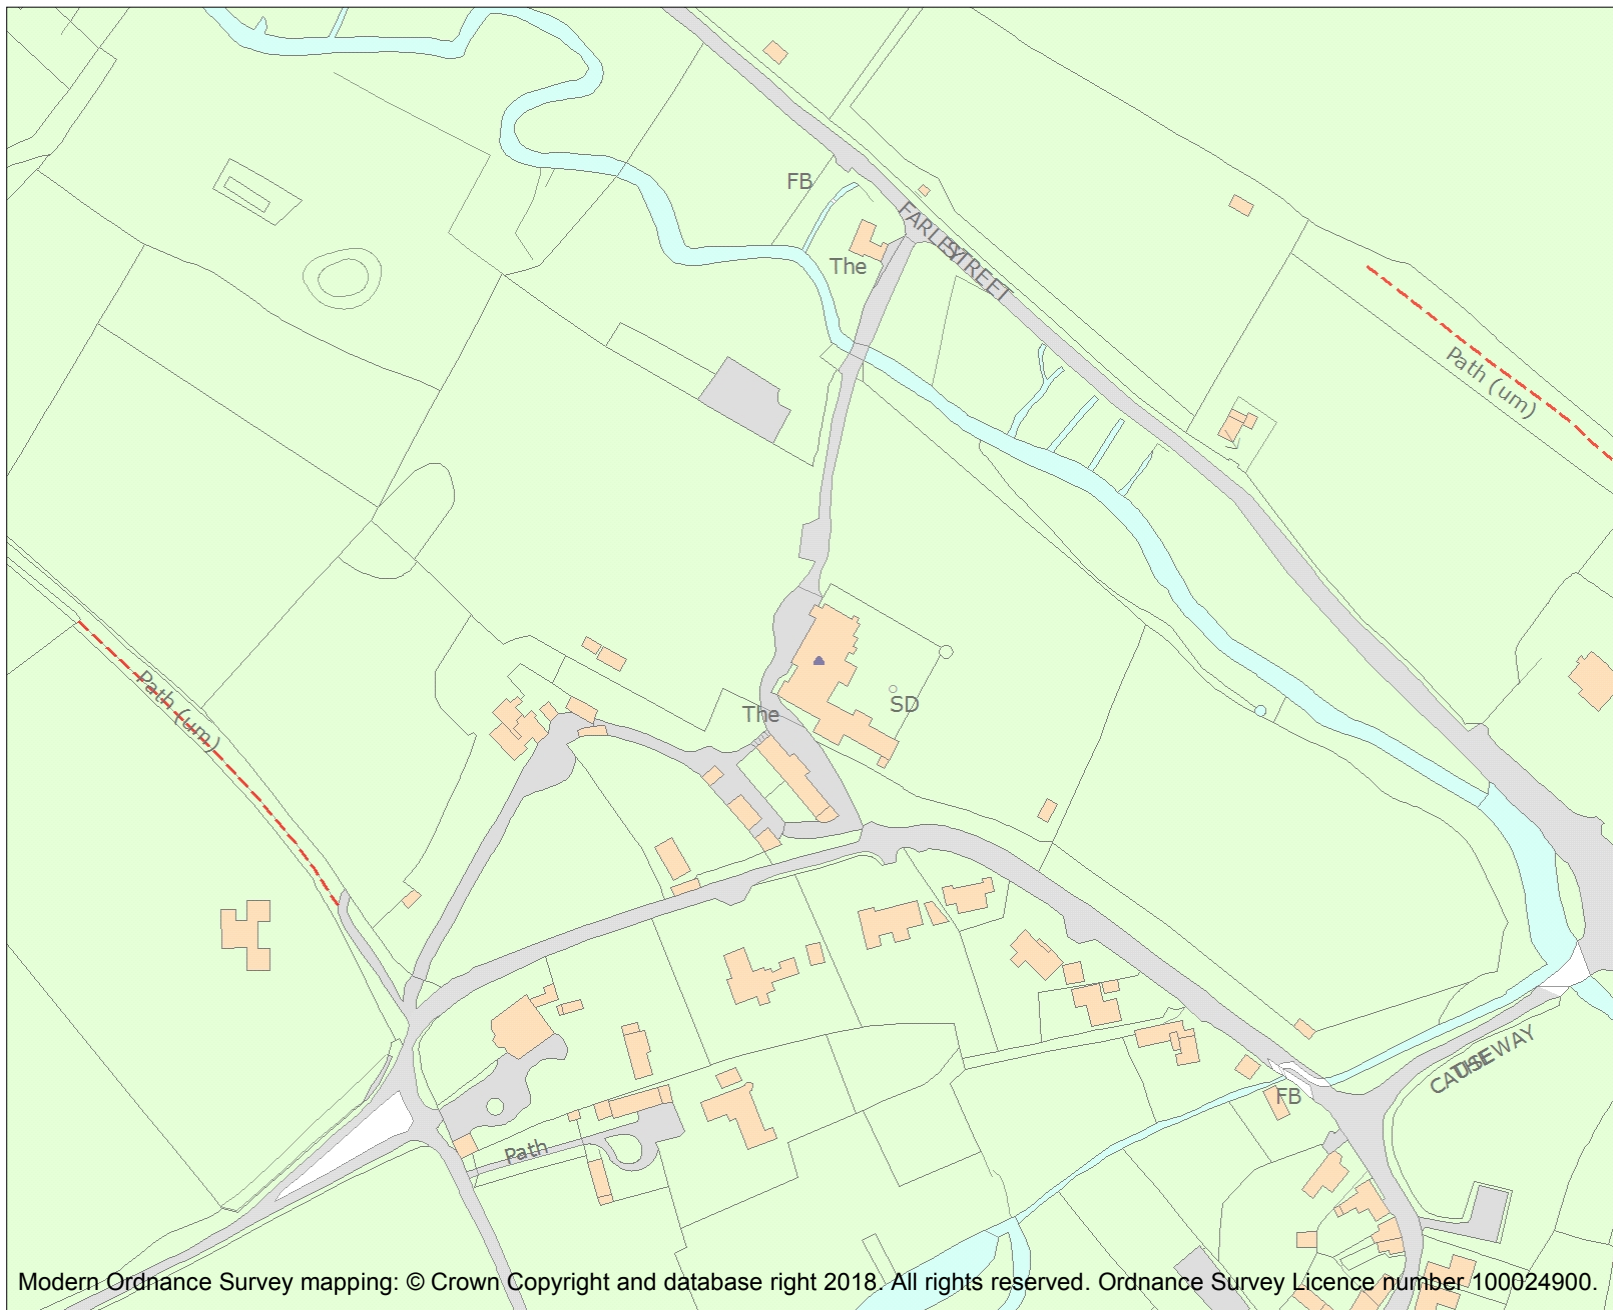 FB
FARLEY STREET
The
Path (um)
Path (um)
SD
The
THE CAUSEWAY
FB
Path
Modern Ordnance Survey mapping: © Crown Copyright and database right 2018. All rights reserved. Ordnance Survey Licence number 100024900.